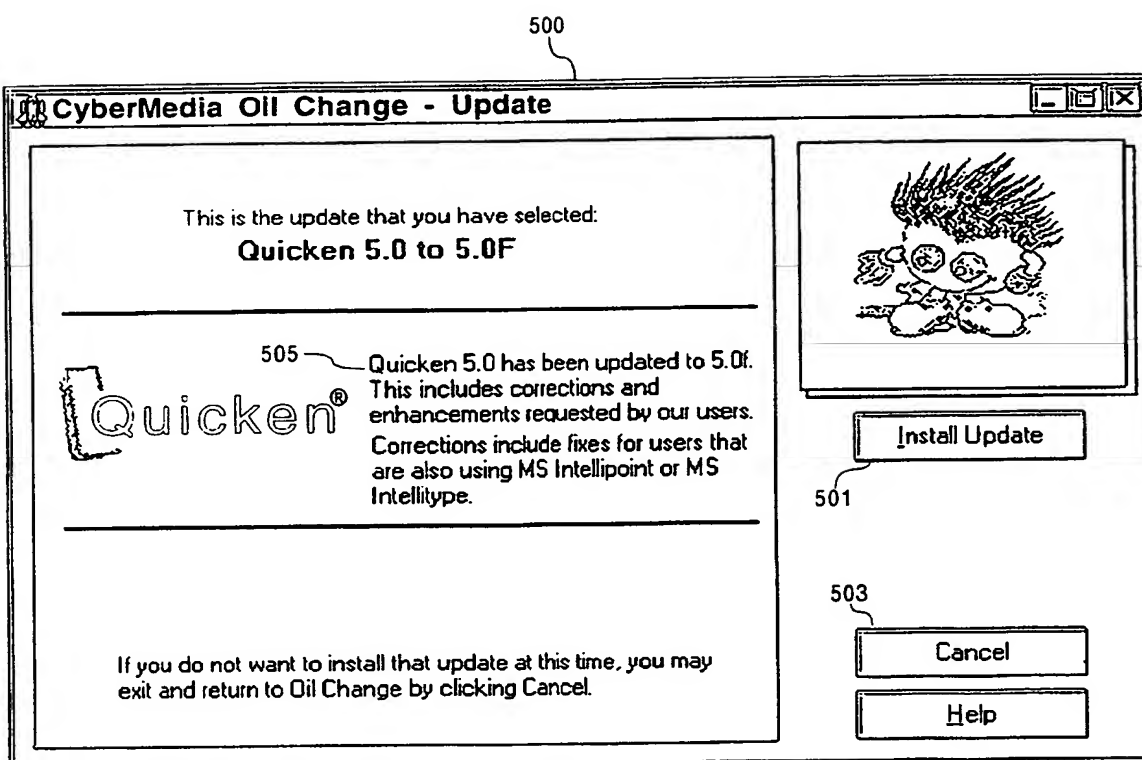 500
CyberMedia Oil Change - Update
This is the update that you have selected:
Quicken 5.0 to 5.0F
505
Quicken®
Quicken 5.0 has been updated to 5.0f.
This includes corrections and
enhancements requested by our users.
Corrections include fixes for users that
are also using MS Intellipoint or MS
Intellitype.
Install Update
501
503
Cancel
If you do not want to install that update at this time, you may
exit and return to Oil Change by clicking Cancel.
Help